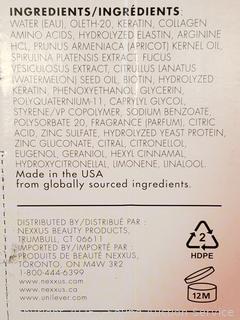 INGREDIENTS/INGRÉDIENTS:
WATER (EAU), OLETH-20, KERATIN, COLLAGEN
AMINO ACIDS, HYDROLYZED ELASTIN, ARGININE
HCL, PRUNUS ARMENIACA (APRICOT) KERNEL OIL,
SPIRULINA PLATENSIS EXTRACT, FUCUS
VESICULOSUS EXTRACT, CITRULLUS LANATUS
(WATERMELON) SEED OIL, BIOTIN, HYDROLYZED
KERATIN, PHENOXYETHANOL, GLYCERIN,
POLYQUATERNIUM-11, CAPRYLYL GLYCOL,
STYRENE/VP COPOLYMER, SODIUM BENZOATE,
POLYSORBATE 20, FRAGRANCE (PARFUM), CITRIC
ACID, ZINC SULFATE, HYDROLYZED YEAST PROTEIN,
ZINC GLUCONATE, CITRAL, CITRONELLOL,
EUGENOL, GERANIOL, HEXYL CINNAMAL,
HYDROXYCITRONELLAL, LIMONENE, LINALOOL.
Made in the USA
from globally sourced ingredients.
DISTRIBUTED BY/DISTRIBUÉ PAR :
NEXXUS BEAUTY PRODUCTS,
TRUMBULL, CT 06611
IMPORTED BY/IMPORTÉ PAR :
PRODUITS DE BEAUTÉ NEXXUS,
TORONTO, ON M4W 3R2
1-800-444-6399
www.nexxus.com
www.nexxus.ca
www.unilever.com
2
HDPE
12M